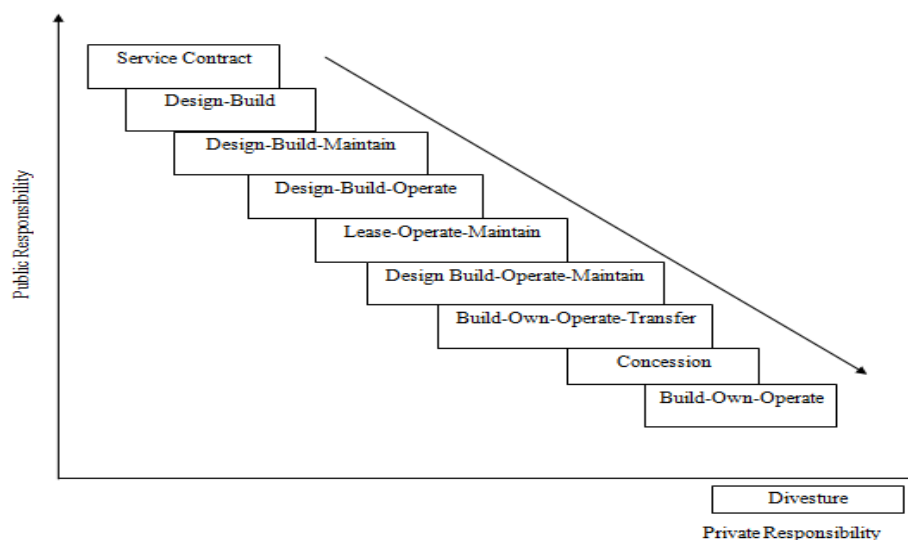 Service Contract
Design-Build
Design-Build-Maintain
Design-Build-Operate
Lease-Operate-Maintain
Design Build-Operate-Maintain
Build-Own-Operate-Transfer
Concession
Build-Own-Operate
Divesture
Private Responsibility
Public Responsibility